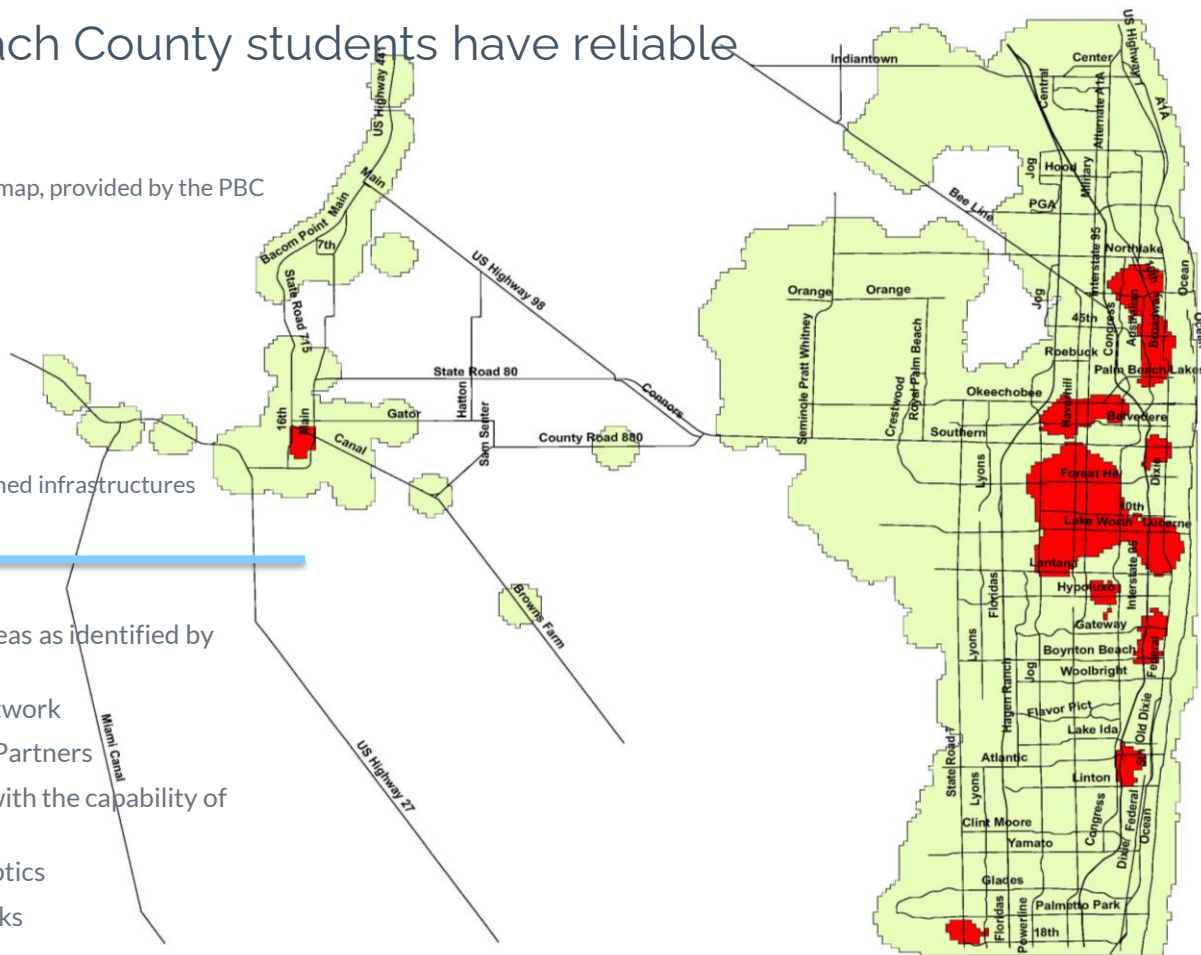 ach County students have reliable
map, provided by the PBC
ned infrastructures
eas as identified by
twork
Partners
with the capability of
ptics
ks
US Highway 441
Main
Main
Bacom Point
7th
State Road 715
US Highway 98
State Road 80
Hatton
Connors
16th
Main
Gator
Canal
Sam Senter
County Road 880
Browns Farm
Miami Canal
US Highway 27
Indiantown
Center
US Highway 1
Central
Alternate A1A
A1A
Jog
Hood
Military
Bee Line
PGA
Interstate 95
Northlake
Ocean
Orange
Orange
Jog
45th
Congress
Australian
Broadway
Seminole Pratt Whitney
Royal Palm Beach
Roebuck
Palm Beach Lakes
Crestwood
Okeechobee
Haverhill
Belvedere
Southern
Lyons
Forest Hill
Dixie
10th
Lake Worth
Lucerne
Lantana
Interstate 95
Floridas
Hypoluxo
Gateway
Lyons
Boynton Beach
Federal
Hagen Ranch
Jog
Woolbright
Flavor Pict
Old Dixie
Lake Ida
State Road 7
Atlantic
5th
Lyons
Linton
Congress
Federal
Ocean
Clint Moore
Yamato
Dixie
Glades
Floridas
Powerline
Palmetto Park
18th